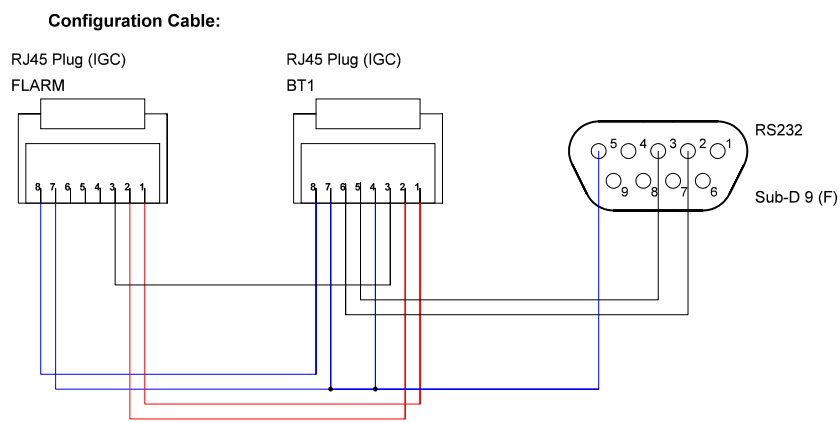 Configuration Cable:
RJ45 Plug (IGC)
FLARM
8 7 6 5 4 3 2 1
RJ45 Plug (IGC)
BT1
8 7 6 5 4 3 2 1
5 4 3 2 1
9 8 7 6
RS232
Sub-D 9 (F)